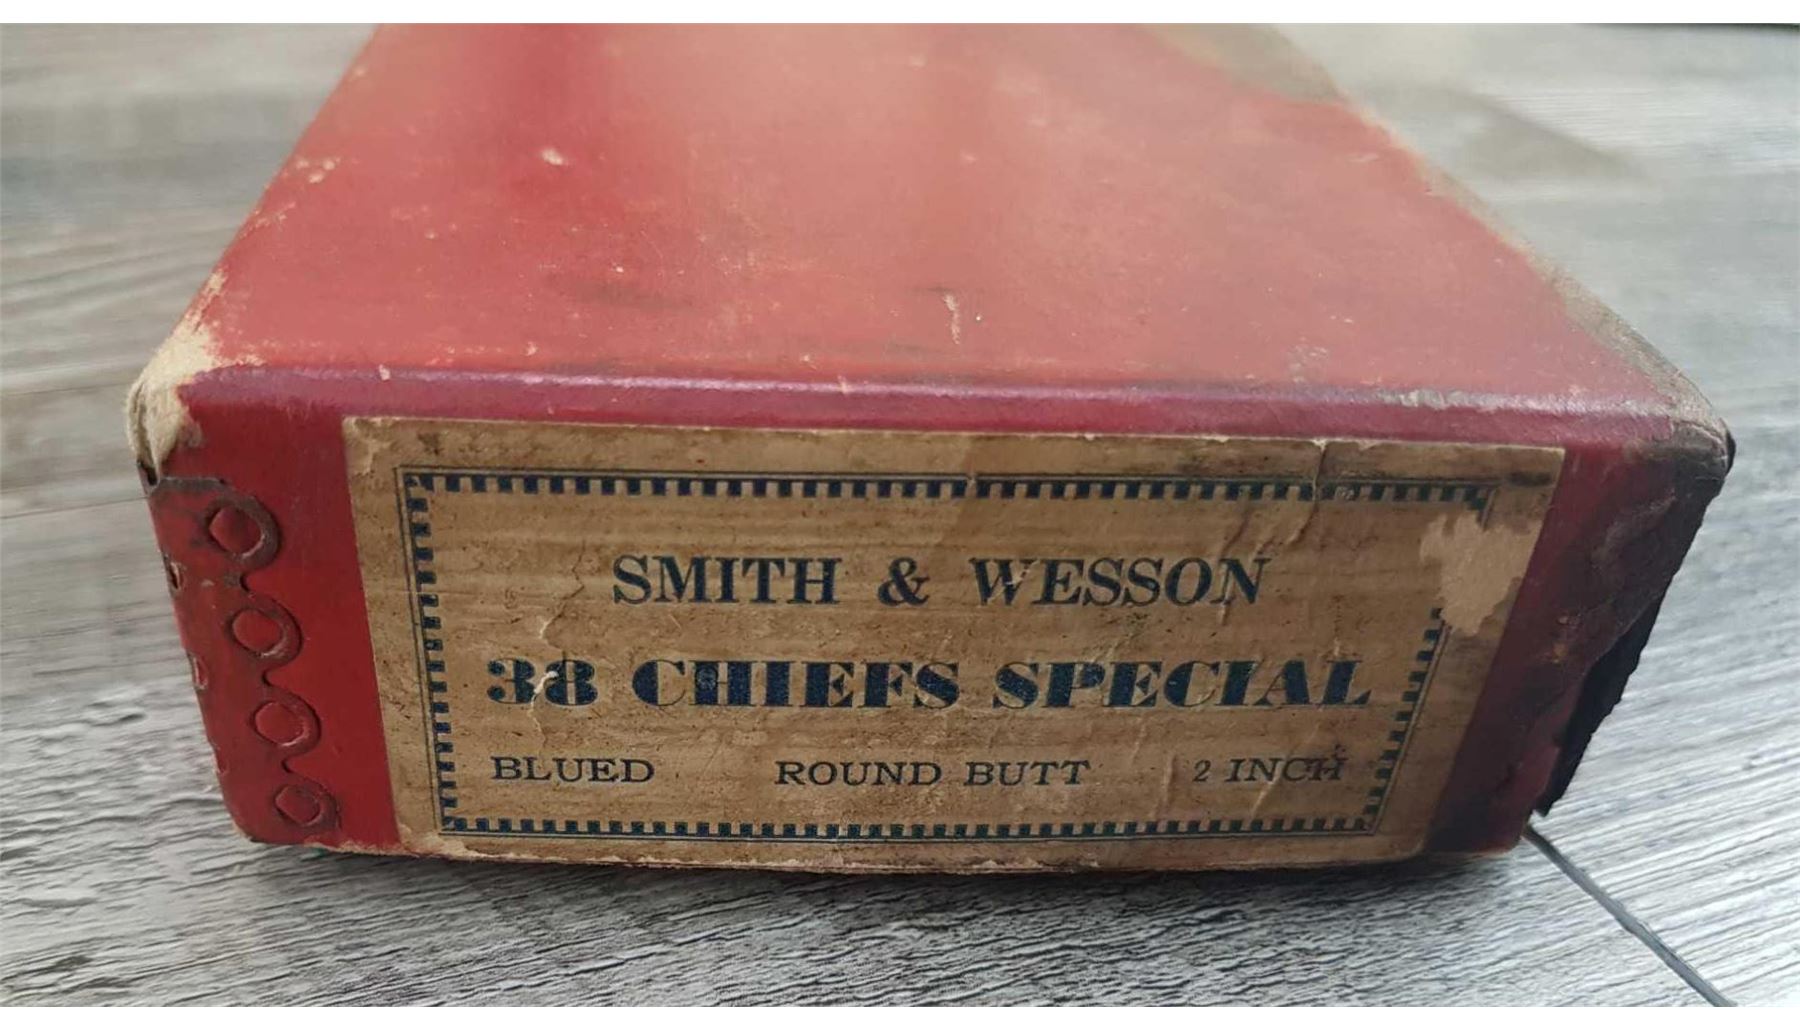 SMITH & WESSON
38 CHIEFS SPECIAL
BLUED ROUND BUTT 2 INCH